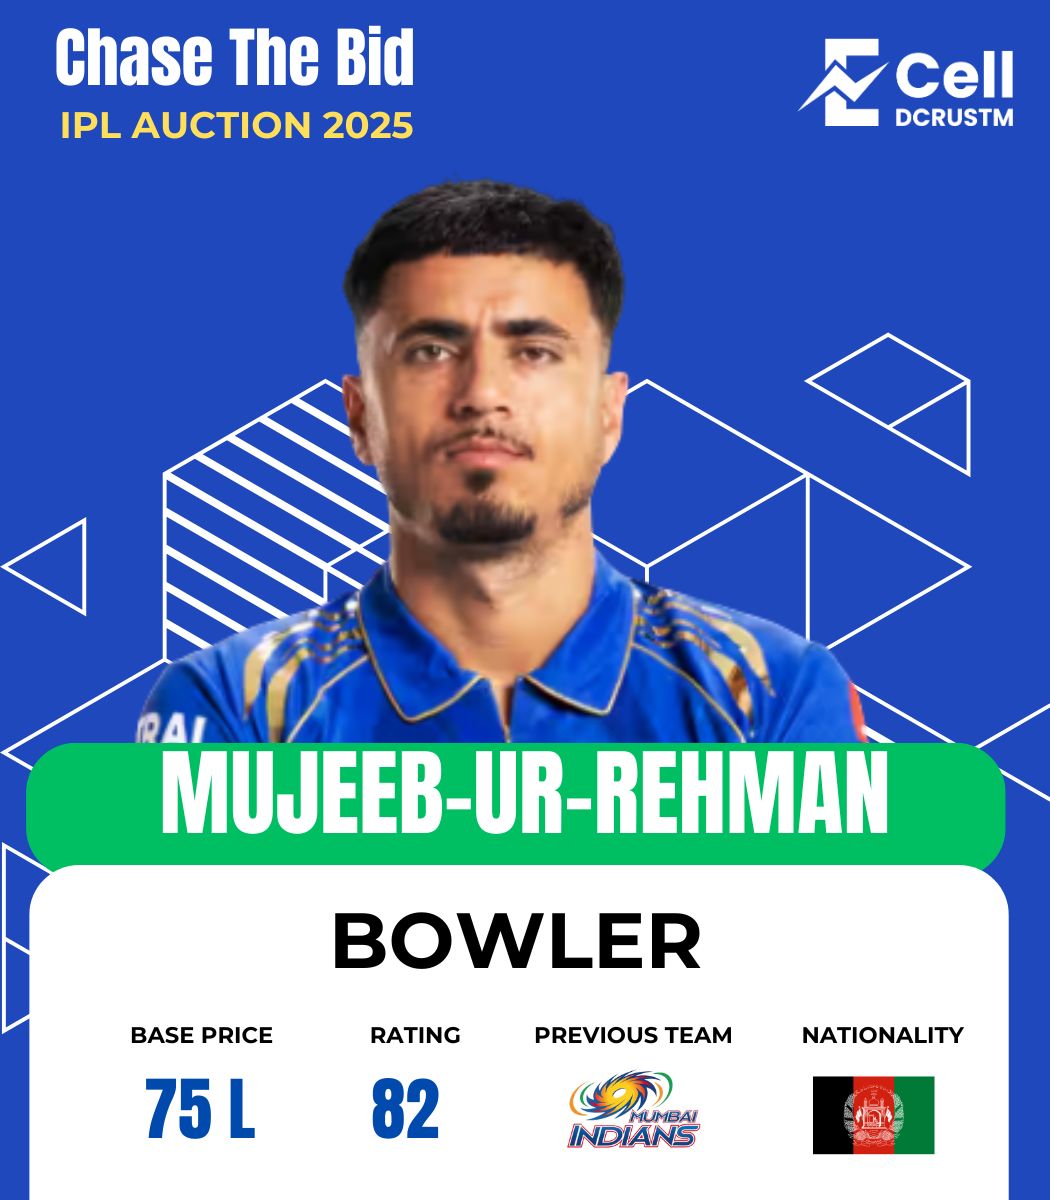 Chase The Bid
IPL AUCTION 2025
Cell
DCRUSTM
MUJEEB-UR-REHMAN
BOWLER
BASE PRICE
RATING
PREVIOUS TEAM
NATIONALITY
75 L
82
MUMBAI
INDIANS